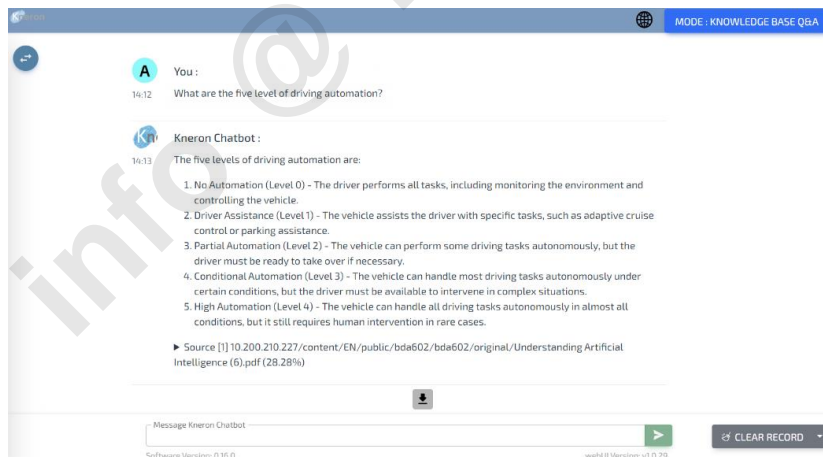 Kneron
MODE : KNOWLEDGE BASE Q&A
A
You :
14:12
What are the five level of driving automation?
Kneron Chatbot :
14:13
The five levels of driving automation are:
1. No Automation (Level 0) - The driver performs all tasks, including monitoring the environment and
controlling the vehicle.
2. Driver Assistance (Level 1) - The vehicle assists the driver with specific tasks, such as adaptive cruise
control or parking assistance.
3. Partial Automation (Level 2) - The vehicle can perform some driving tasks autonomously, but the
driver must be ready to take over if necessary.
4. Conditional Automation (Level 3) - The vehicle can handle most driving tasks autonomously under
certain conditions, but the driver must be available to intervene in complex situations.
5. High Automation (Level 4) - The vehicle can handle all driving tasks autonomously in almost all
conditions, but it still requires human intervention in rare cases.
▶ Source [1] 10.200.210.227/content/EN/public/bda602/bda602/original/Understanding Artificial
Intelligence (6).pdf (28.28%)
Message Kneron Chatbot
CLEAR RECORD
Software Version: 0.16.0
webUI Version: v1.0.29
info @